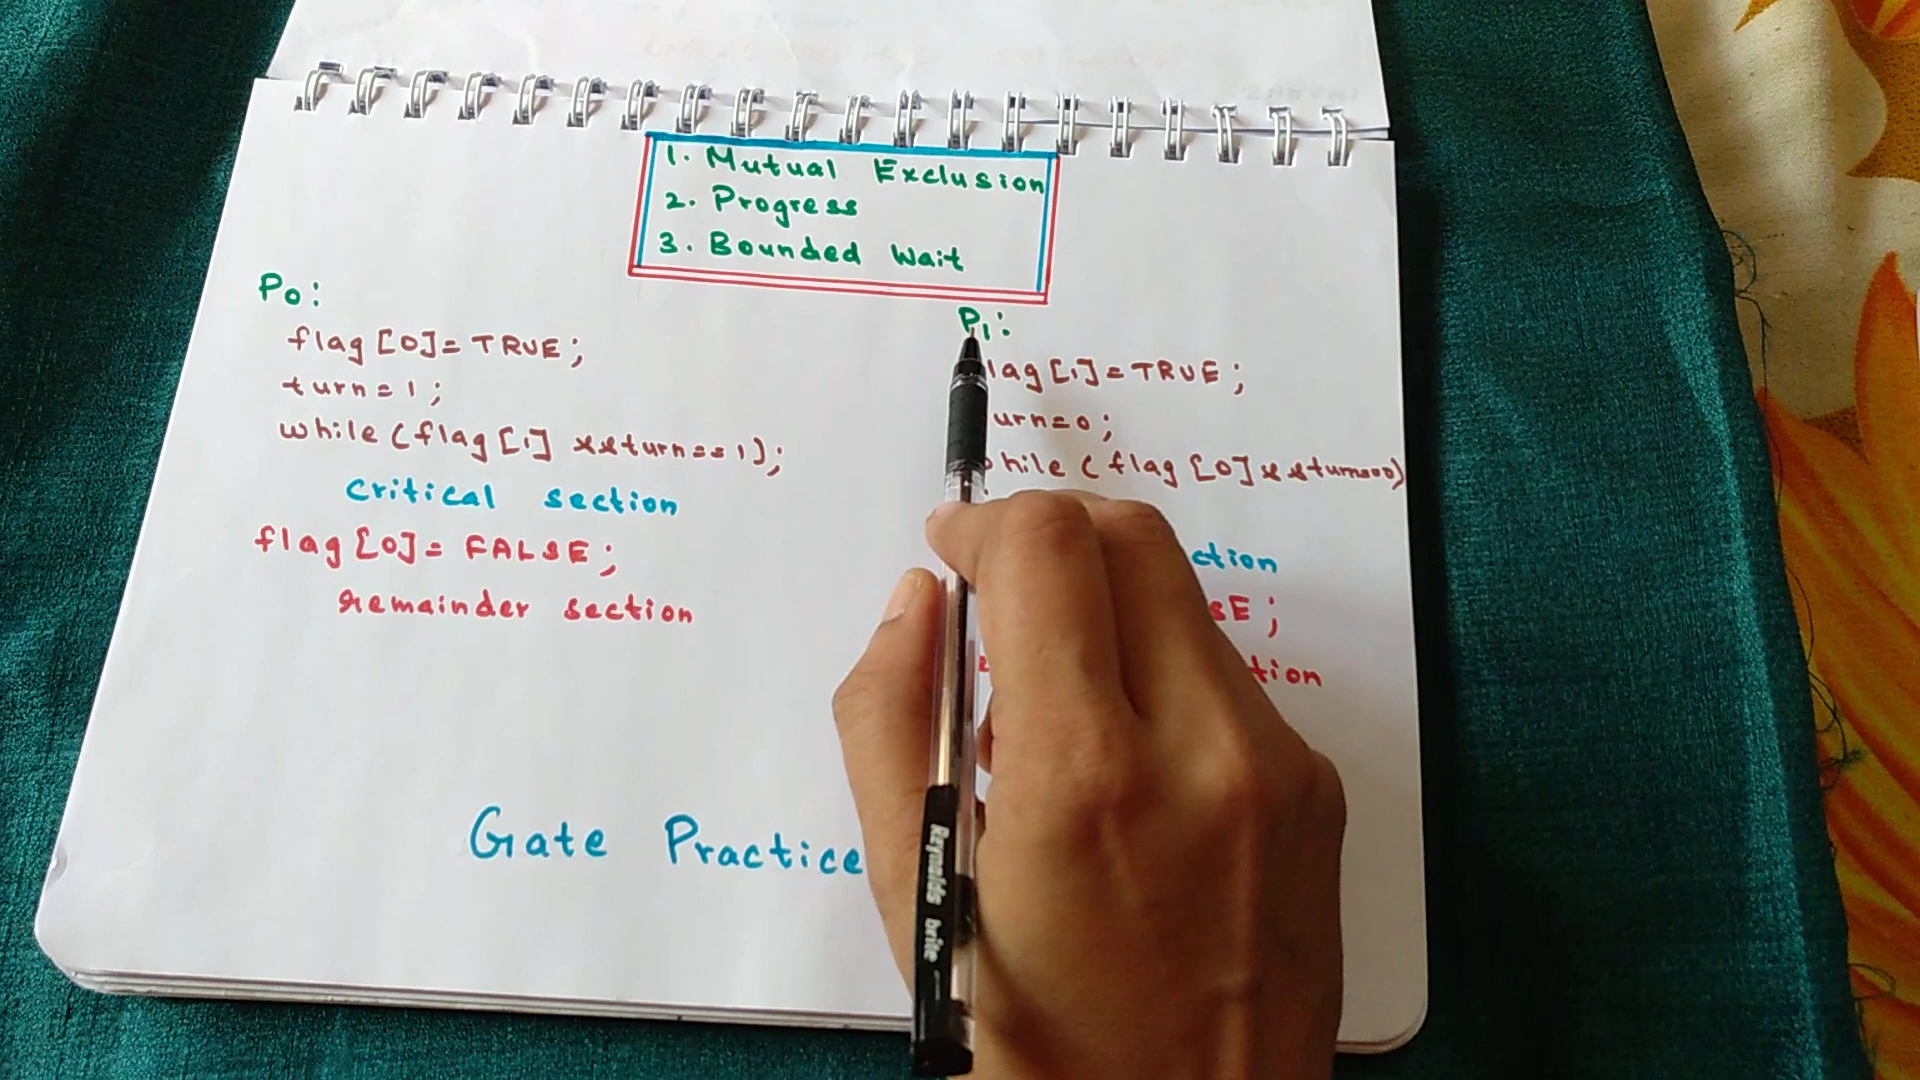 1. Mutual Exclusion
2. Progress
3. Bounded Wait
P0:
flag[0]= TRUE;
turn=1;
while(flag[1] &&turn==1);
critical section
flag[0]= FALSE;
remainder section
P1:
lag[1]=TRUE;
urn=0;
hile (flag[0]&&turn==0)
ction
SE;
tion
Gate Practice
Reynolds brite